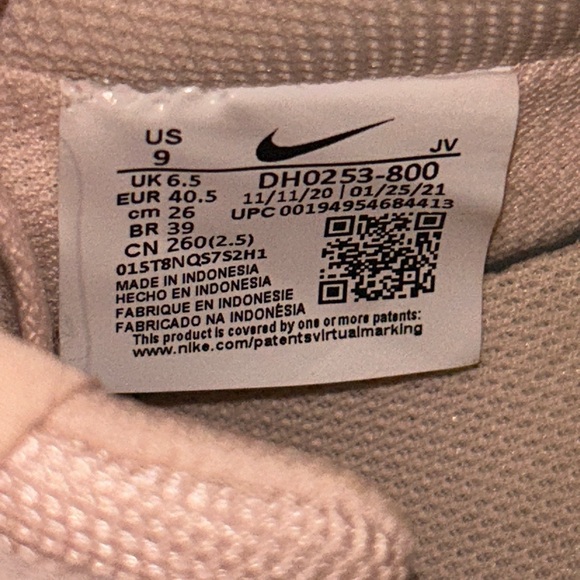 US
9
JV
UK 6.5
EUR 40.5
cm 26
BR 39
CN 260(2.5)
DH0253-800
11/11/20 | 01/25/21
UPC 00194954684413
015T8NQS7S2H1
MADE IN INDONESIA
HECHO EN INDONESIA
FABRIQUE EN INDONESIE
FABRICADO NA INDONÉSIA
This product is covered by one or more patents:
www.nike.com/patentsvirtualmarking